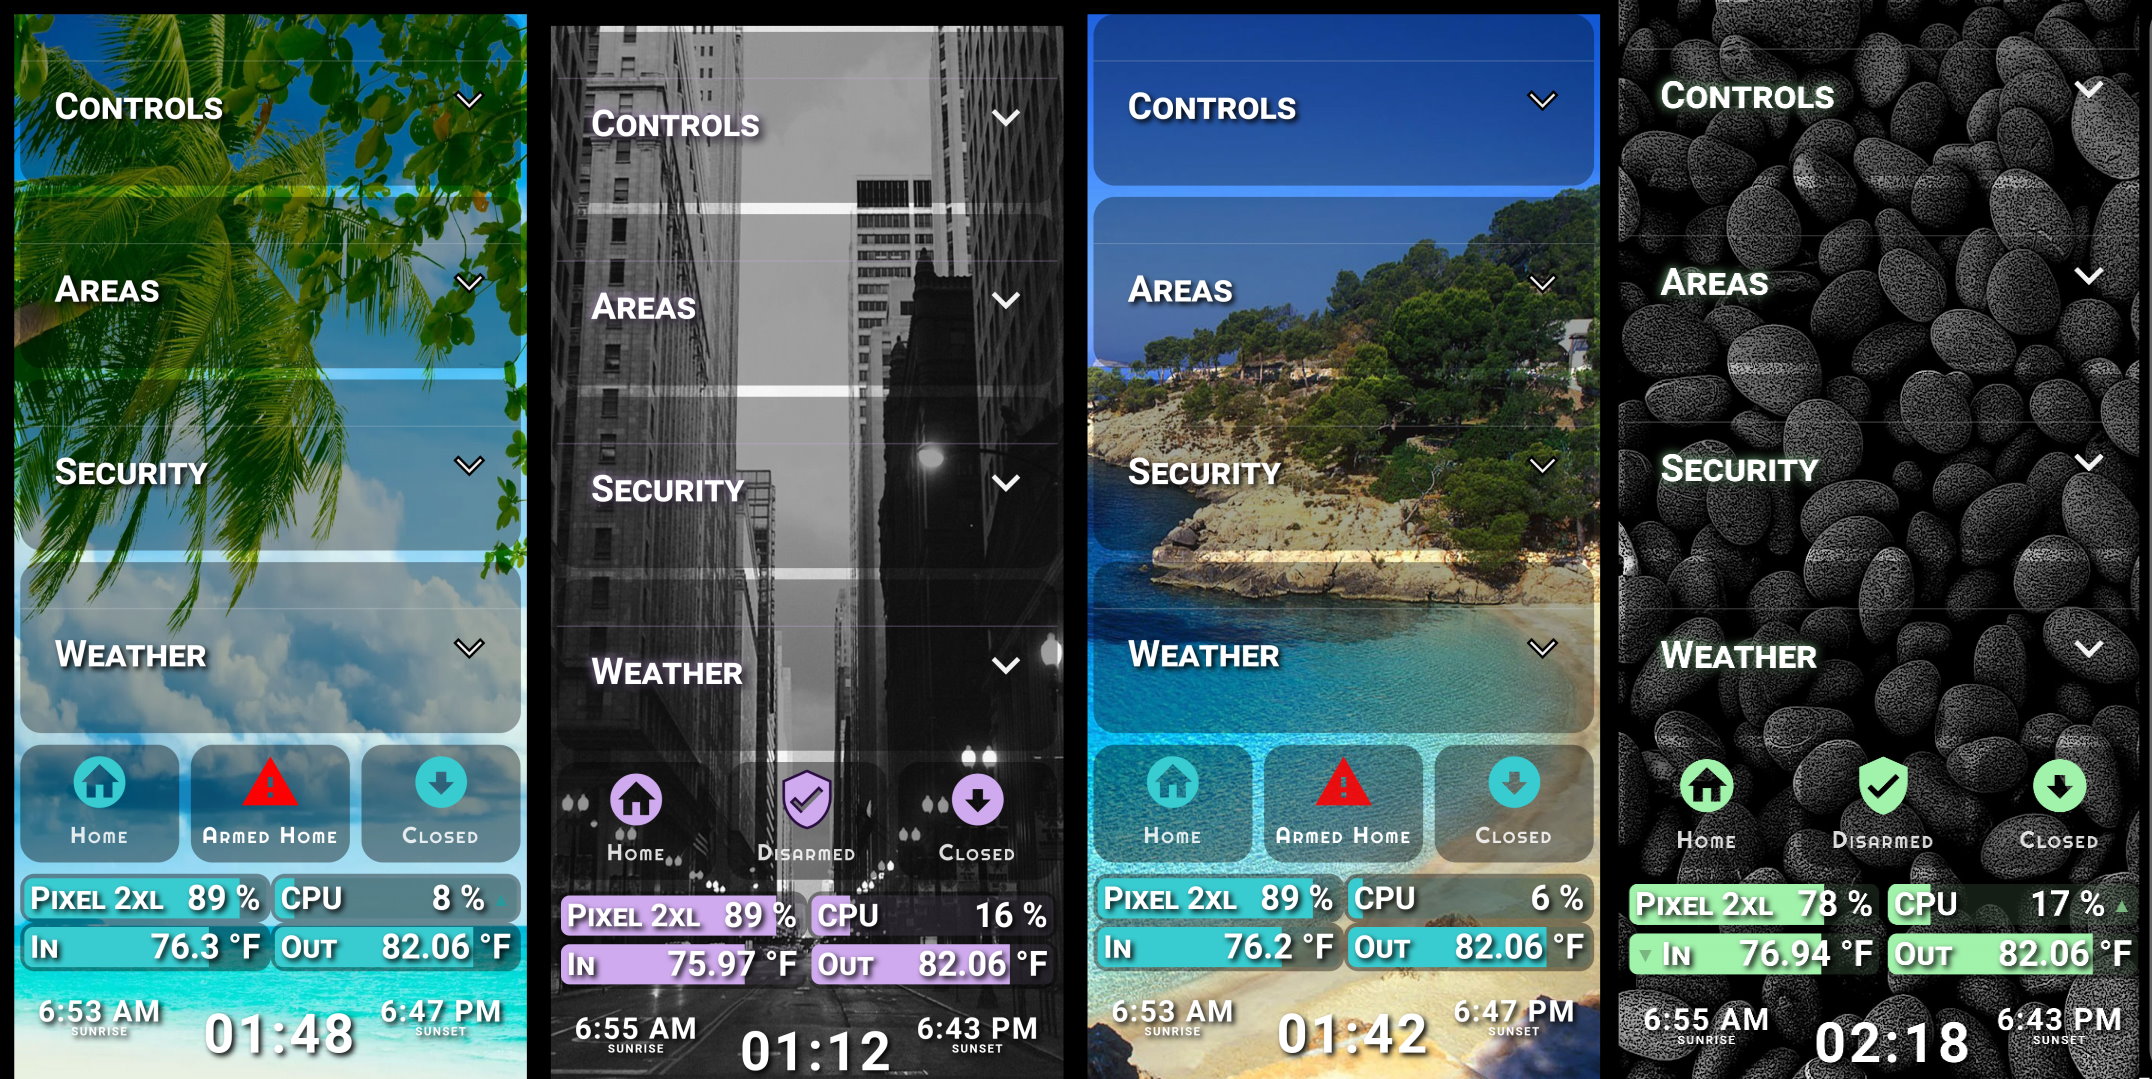 Controls
Areas
Security
Weather
Home Armed Home Closed
Pixel 2xl 89 % CPU 8 %
In 76.3 °F Out 82.06 °F
6:53 AM 6:47 PM
SUNRISE 01:48 SUNSET
Controls
Areas
Security
Weather
Home Disarmed Closed
Pixel 2xl 89 % CPU 16 %
In 75.97 °F Out 82.06 °F
6:55 AM 6:43 PM
SUNRISE 01:12 SUNSET
Controls
Areas
Security
Weather
Home Armed Home Closed
Pixel 2xl 89 % CPU 6 %
In 76.2 °F Out 82.06 °F
6:53 AM 6:47 PM
SUNRISE 01:42 SUNSET
Controls
Areas
Security
Weather
Home Disarmed Closed
Pixel 2xl 78 % CPU 17 %
In 76.94 °F Out 82.06 °F
6:55 AM 6:43 PM
SUNRISE 02:18 SUNSET